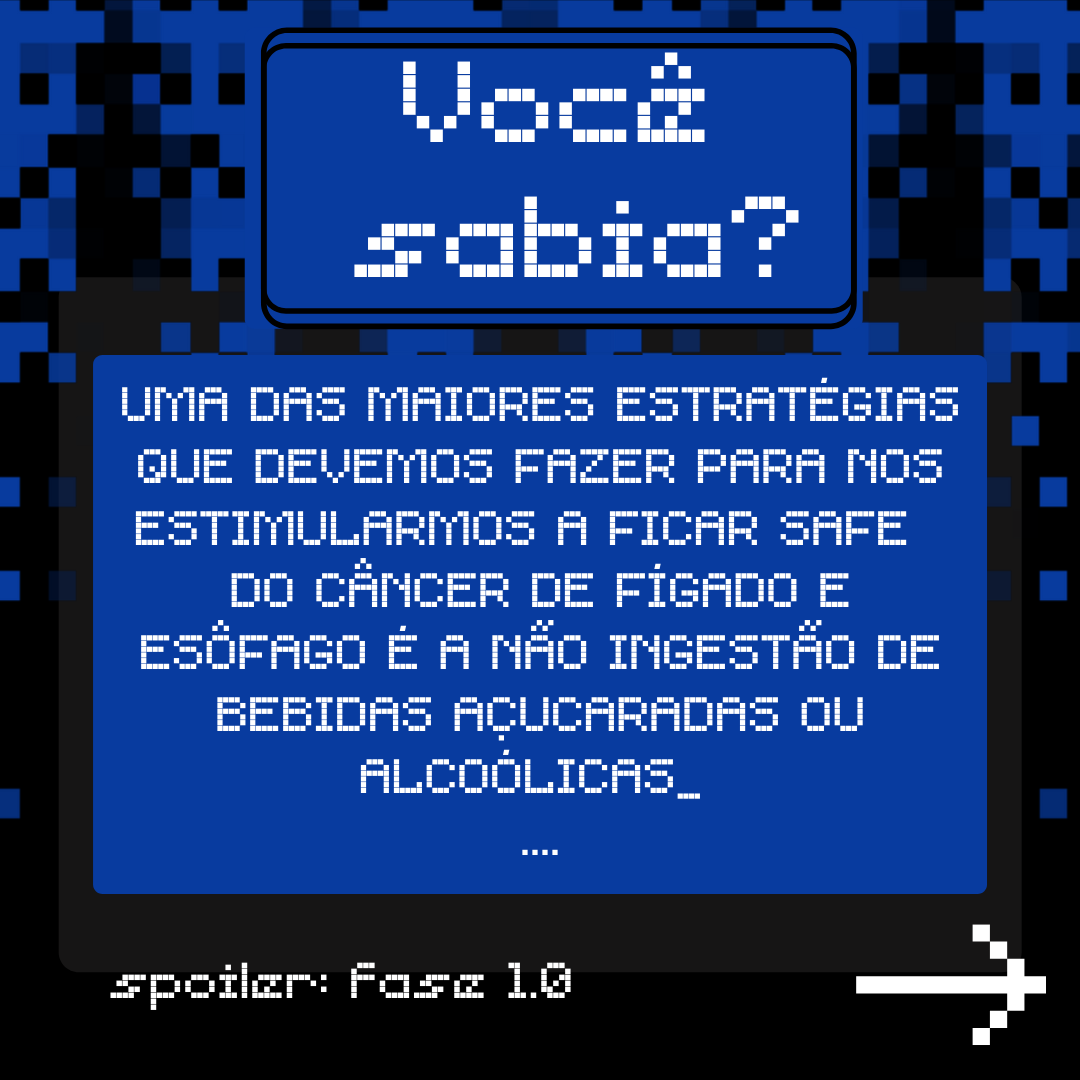 Você
sabia?
UMA DAS MAIORES ESTRATÉGIAS
QUE DEVEMOS FAZER PARA NOS
ESTIMULARMOS A FICAR SAFE
DO CÂNCER DE FÍGADO E
ESÔFAGO É A NÃO INGESTÃO DE
BEBIDAS AÇUCARADAS OU
ALCOÓLICAS_
....
spoiler: fase 1.0